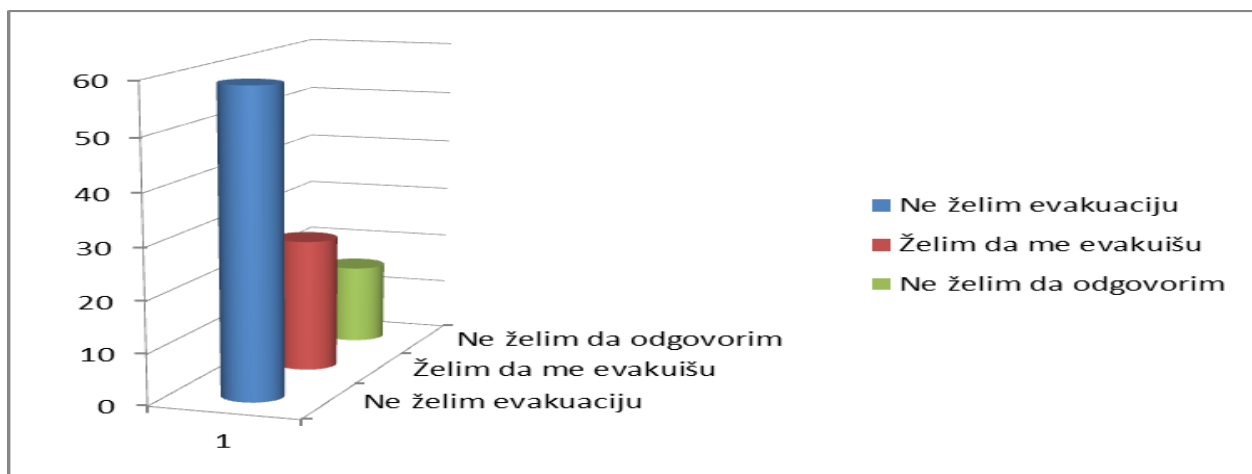 60
50
40
30
20
10
0
1
Ne želim da odgovorim
Želim da me evakuišu
Ne želim evakuaciju
Ne želim evakuaciju
Želim da me evakuišu
Ne želim da odgovorim